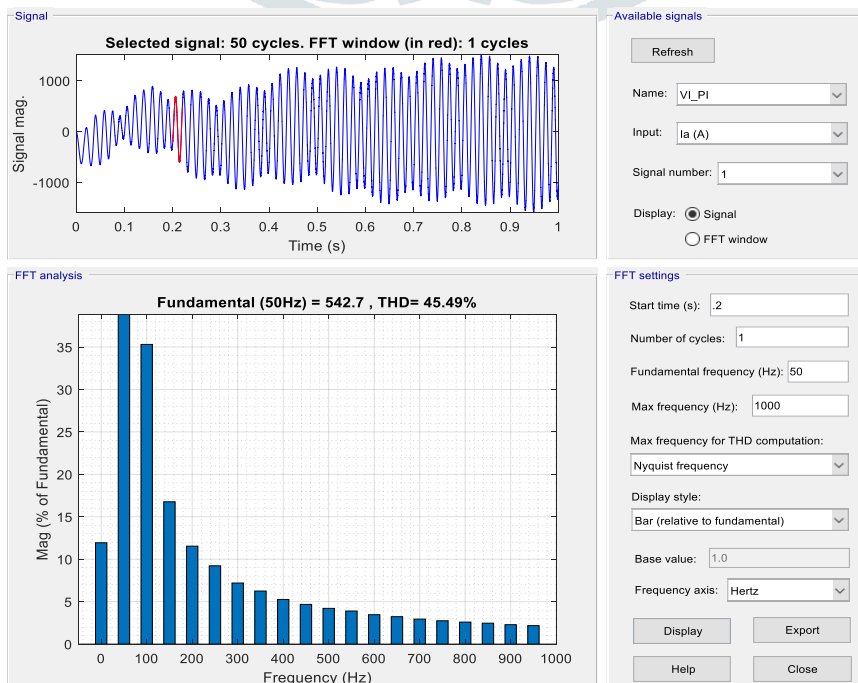 Signal
Selected signal: 50 cycles. FFT window (in red): 1 cycles
Signal mag.
1000
0
-1000
0 0.1 0.2 0.3 0.4 0.5 0.6 0.7 0.8 0.9 1
Time (s)
Available signals
Refresh
Name: VI_PI
Input: Ia (A)
Signal number: 1
Display: Signal
FFT window
FFT analysis
Fundamental (50Hz) = 542.7 , THD= 45.49%
Mag (% of Fundamental)
35
30
25
20
15
10
5
0
0 100 200 300 400 500 600 700 800 900 1000
Frequency (Hz)
FFT settings
Start time (s): .2
Number of cycles: 1
Fundamental frequency (Hz): 50
Max frequency (Hz): 1000
Max frequency for THD computation:
Nyquist frequency
Display style:
Bar (relative to fundamental)
Base value: 1.0
Frequency axis: Hertz
Display Export
Help Close